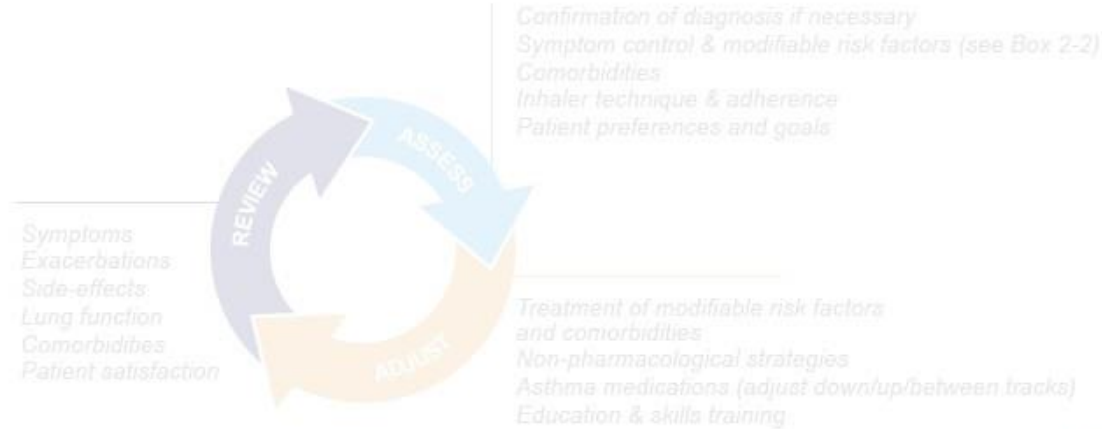 Confirmation of diagnosis if necessary
Symptom control & modifiable risk factors (see Box 2-2)
Comorbidities
Inhaler technique & adherence
Patient preferences and goals
ASSESS
REVIEW
Symptoms
Exacerbations
Side-effects
Lung function
Comorbidities
Patient satisfaction
ADJUST
Treatment of modifiable risk factors
and comorbidities
Non-pharmacological strategies
Asthma medications (adjust down/up/between tracks)
Education & skills training